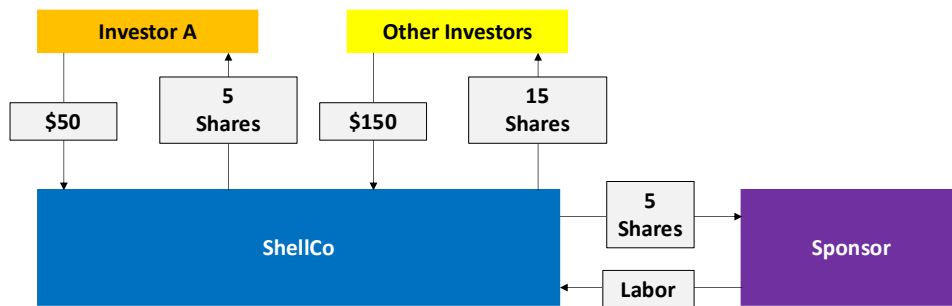 Investor A
Other Investors
5
Shares
15
Shares
$50
$150
ShellCo
5
Shares
Sponsor
Labor